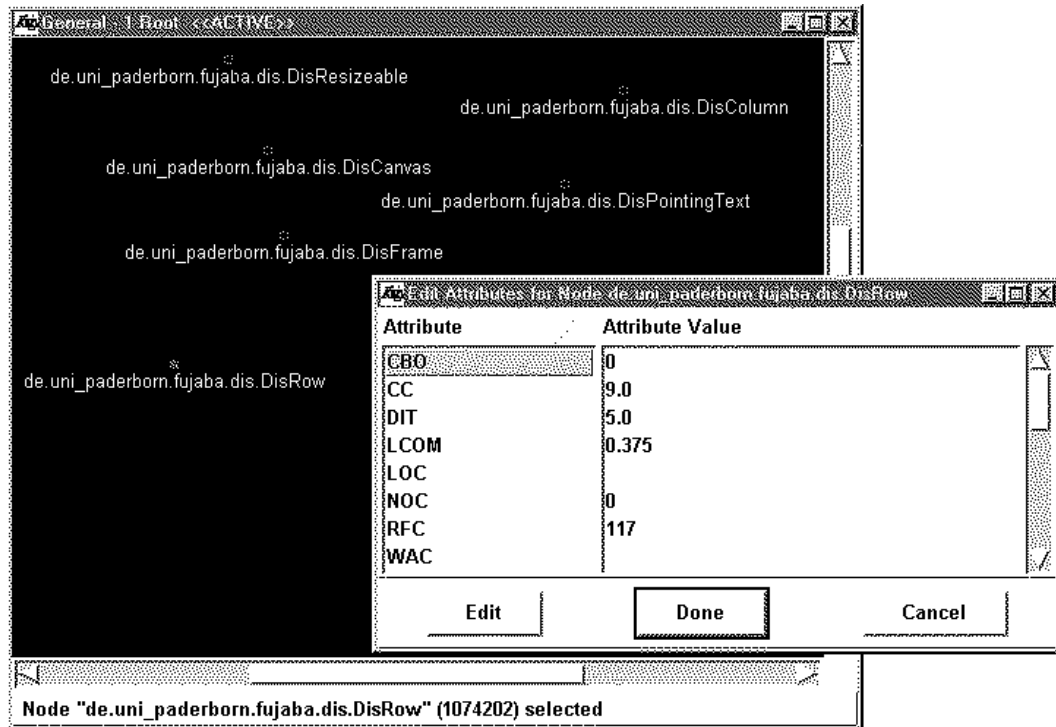 General - 1 Root <<ACTIVE>>
de.uni_paderborn.fujaba.dis.DisResizeable
de.uni_paderborn.fujaba.dis.DisColumn
de.uni_paderborn.fujaba.dis.DisCanvas
de.uni_paderborn.fujaba.dis.DisPointingText
de.uni_paderborn.fujaba.dis.DisFrame
de.uni_paderborn.fujaba.dis.DisRow
Edit Attributes for Node de.uni_paderborn.fujaba.dis.DisRow
Attribute Attribute Value
CBO 0
CC 9.0
DIT 5.0
LCOM 0.375
LOC
NOC 0
RFC 117
WAC
Edit Done Cancel
Node "de.uni_paderborn.fujaba.dis.DisRow" (1074202) selected